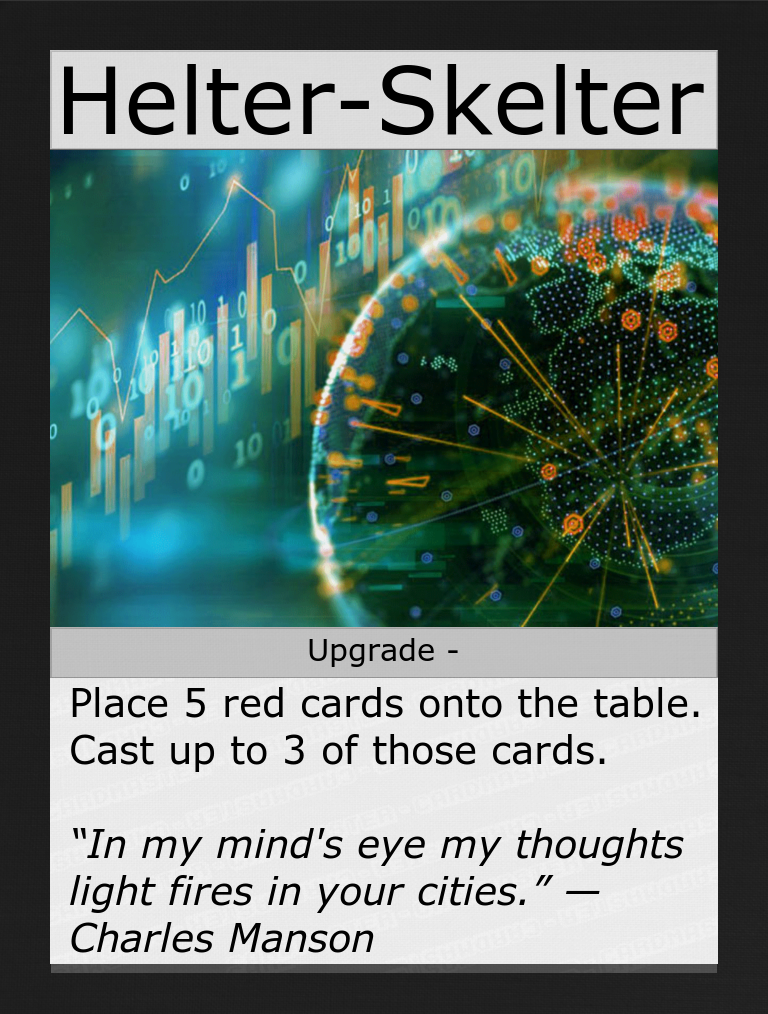 Helter-Skelter
Upgrade -
Place 5 red cards onto the table.
Cast up to 3 of those cards.
“In my mind's eye my thoughts
light fires in your cities.” —
Charles Manson